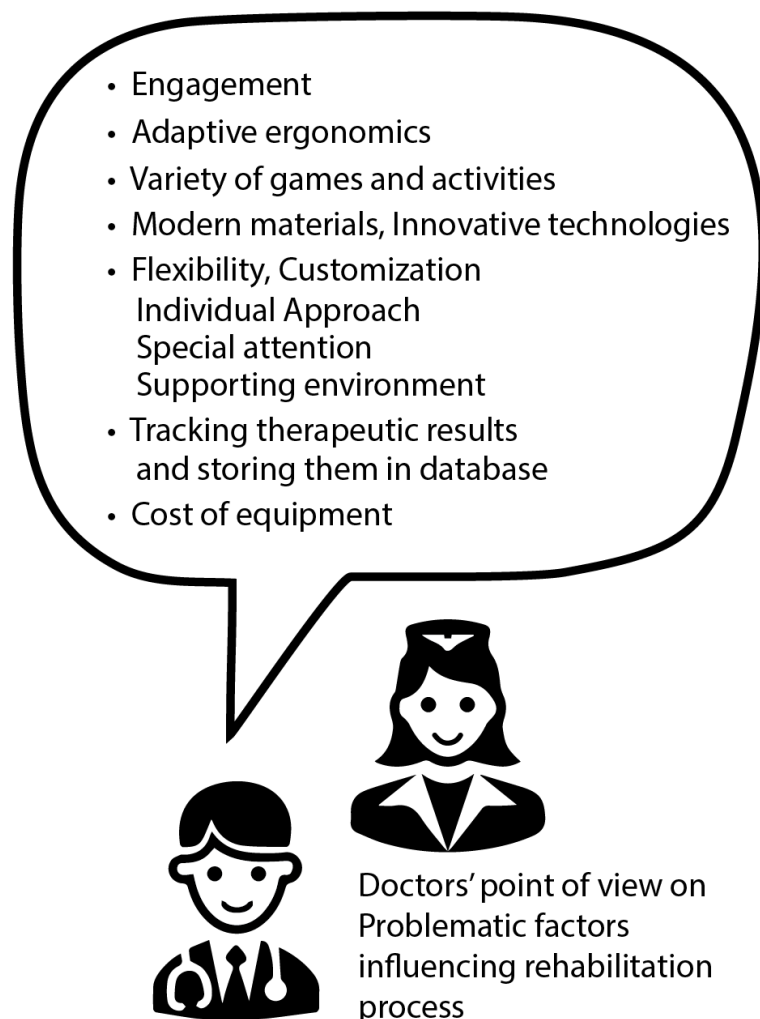 • Engagement
• Adaptive ergonomics
• Variety of games and activities
• Modern materials, Innovative technologies
• Flexibility, Customization
Individual Approach
Special attention
Supporting environment
• Tracking therapeutic results
and storing them in database
• Cost of equipment
Doctors’ point of view on
Problematic factors
influencing rehabilitation
process